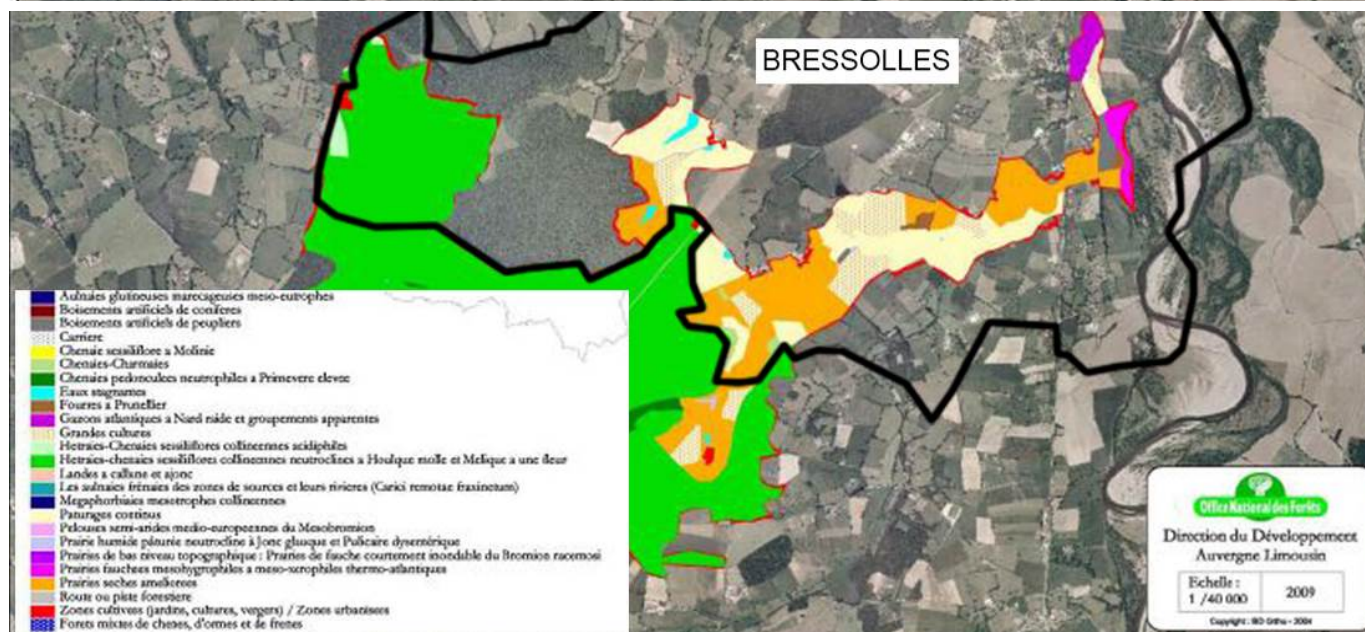 BRESSOLLES
Aulnaies glutineuses marecageuses meso-eutrophes
Boisements artificiels de coniferes
Boisements artificiels de peupliers
Carriere
Chenaie sessiliflore a Molinie
Chenaies-Charmaies
Chenaies pedonculees neutrophiles a Primevere elevee
Eaux stagnantes
Fourres a Prunellier
Gazons atlantiques a Nard raide et groupements apparentes
Grandes cultures
Hetraies-Chenaies sessiliflores collineennes acidiphiles
Hetraies-chenaies sessiliflores collineennes neutroclines a Houlque molle et Melique a une fleur
Landes a callune et ajonc
Les aulnaies frênaies des zones de sources et leurs rivieres (Carici remotae fraxinetum)
Megaphorbiaies mesotrophes collineennes
Paturages continus
Pelouses semi-arides medio-europeennes du Mesobromion
Prairie humide pâturée neutrocline à Jonc glauque et Pulicaire dysentérique
Prairies de bas niveau topographique : Prairies de fauche courtement inondable du Bromion racemosi
Prairies fauchees mesohygrophiles a meso-xerophiles thermo-atlantiques
Prairies seches ameliorees
Route ou piste forestiere
Zones cultivees (jardins, cultures, vergers) / Zones urbanisees
Forets mixtes de chenes, d'ormes et de frenes
Office National des Forêts
Direction du Développement
Auvergne Limousin
Echelle :
1 /40 000
2009
Copyright : BD Ortho - 2004